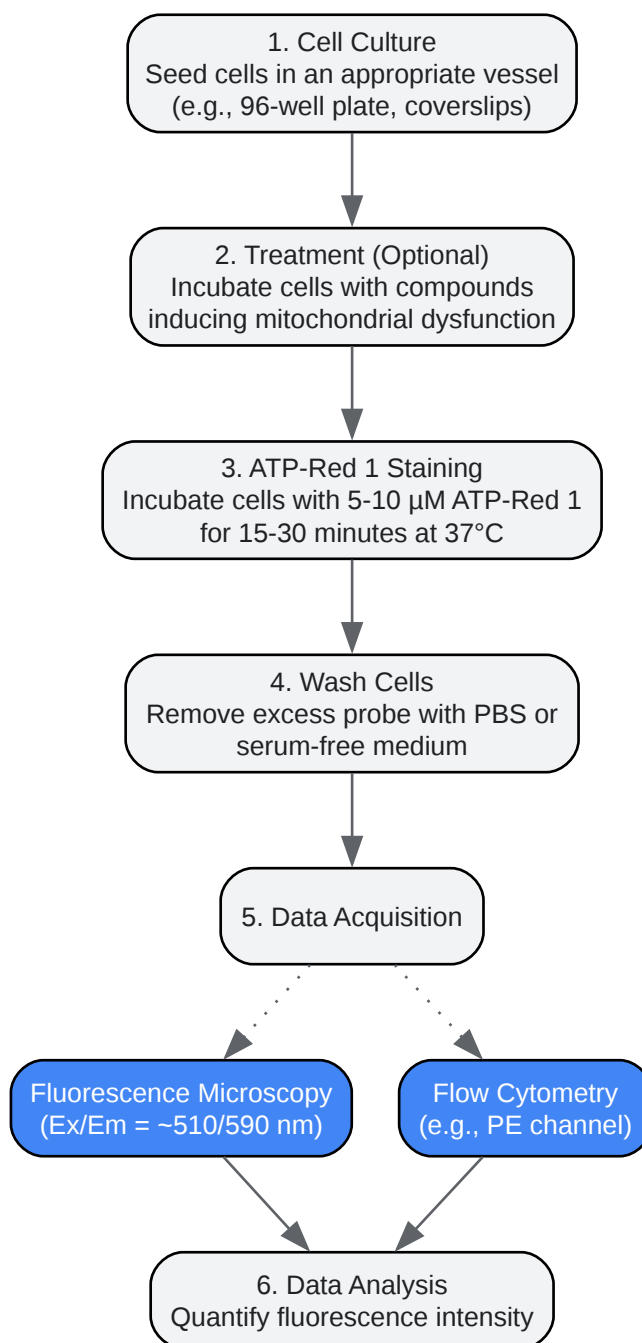 1. Cell Culture
Seed cells in an appropriate vessel
(e.g., 96-well plate, coverslips)
2. Treatment (Optional)
Incubate cells with compounds
inducing mitochondrial dysfunction
3. ATP-Red 1 Staining
Incubate cells with 5-10 µM ATP-Red 1
for 15-30 minutes at 37°C
4. Wash Cells
Remove excess probe with PBS or
serum-free medium
5. Data Acquisition
Fluorescence Microscopy
(Ex/Em = ~510/590 nm)
Flow Cytometry
(e.g., PE channel)
6. Data Analysis
Quantify fluorescence intensity